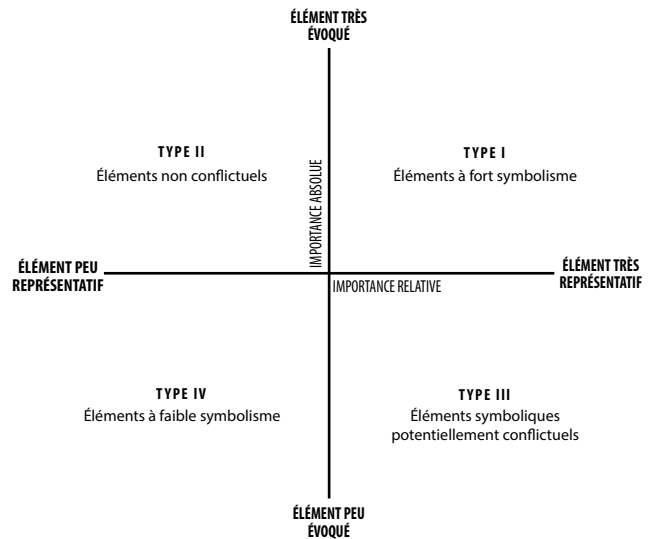 ÉLÉMENT TRÈS
ÉVOQUÉ
TYPE II
Éléments non conflictuels
IMPORTANCE ABSOLUE
TYPE I
Éléments à fort symbolisme
ÉLÉMENT PEU
REPRÉSENTATIF
IMPORTANCE RELATIVE
ÉLÉMENT TRÈS
REPRÉSENTATIF
TYPE IV
Éléments à faible symbolisme
TYPE III
Éléments symboliques
potentiellement conflictuels
ÉLÉMENT PEU
ÉVOQUÉ